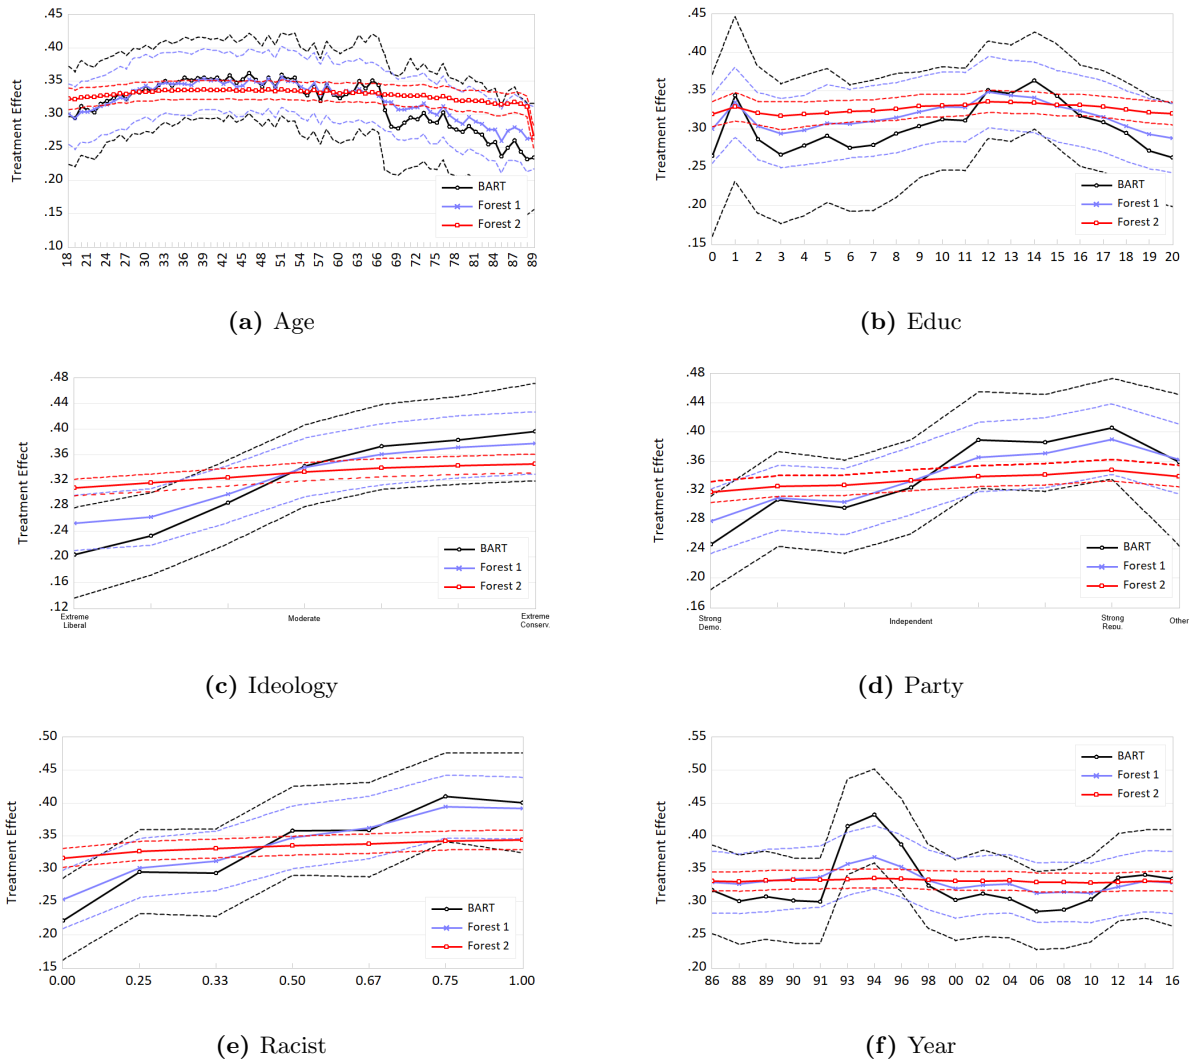 .45
.40
.35
.30
.25
.20
.15
.10
Treatment Effect
BART
Forest 1
Forest 2
18 21 24 27 30 33 36 39 42 45 48 51 54 57 60 63 66 69 72 75 78 81 84 87 89
(a) Age
.45
.40
.35
.30
.25
.20
.15
Treatment Effect
BART
Forest 1
Forest 2
0 1 2 3 4 5 6 7 8 9 10 11 12 13 14 15 16 17 18 19 20
(b) Educ
.48
.44
.40
.36
.32
.28
.24
.20
.16
.12
Treatment Effect
BART
Forest 1
Forest 2
Extreme Moderate Extreme
Liberal Conserv.
(c) Ideology
.48
.44
.40
.36
.32
.28
.24
.20
.16
Treatment Effect
BART
Forest 1
Forest 2
Strong Independent Strong Other
Demo. Repu.
(d) Party
.50
.45
.40
.35
.30
.25
.20
.15
Treatment Effect
BART
Forest 1
Forest 2
0.00 0.25 0.33 0.50 0.67 0.75 1.00
(e) Racist
.55
.50
.45
.40
.35
.30
.25
.20
Treatment Effect
BART
Forest 1
Forest 2
86 88 89 90 91 93 94 96 98 00 02 04 06 08 10 12 14 16
(f) Year